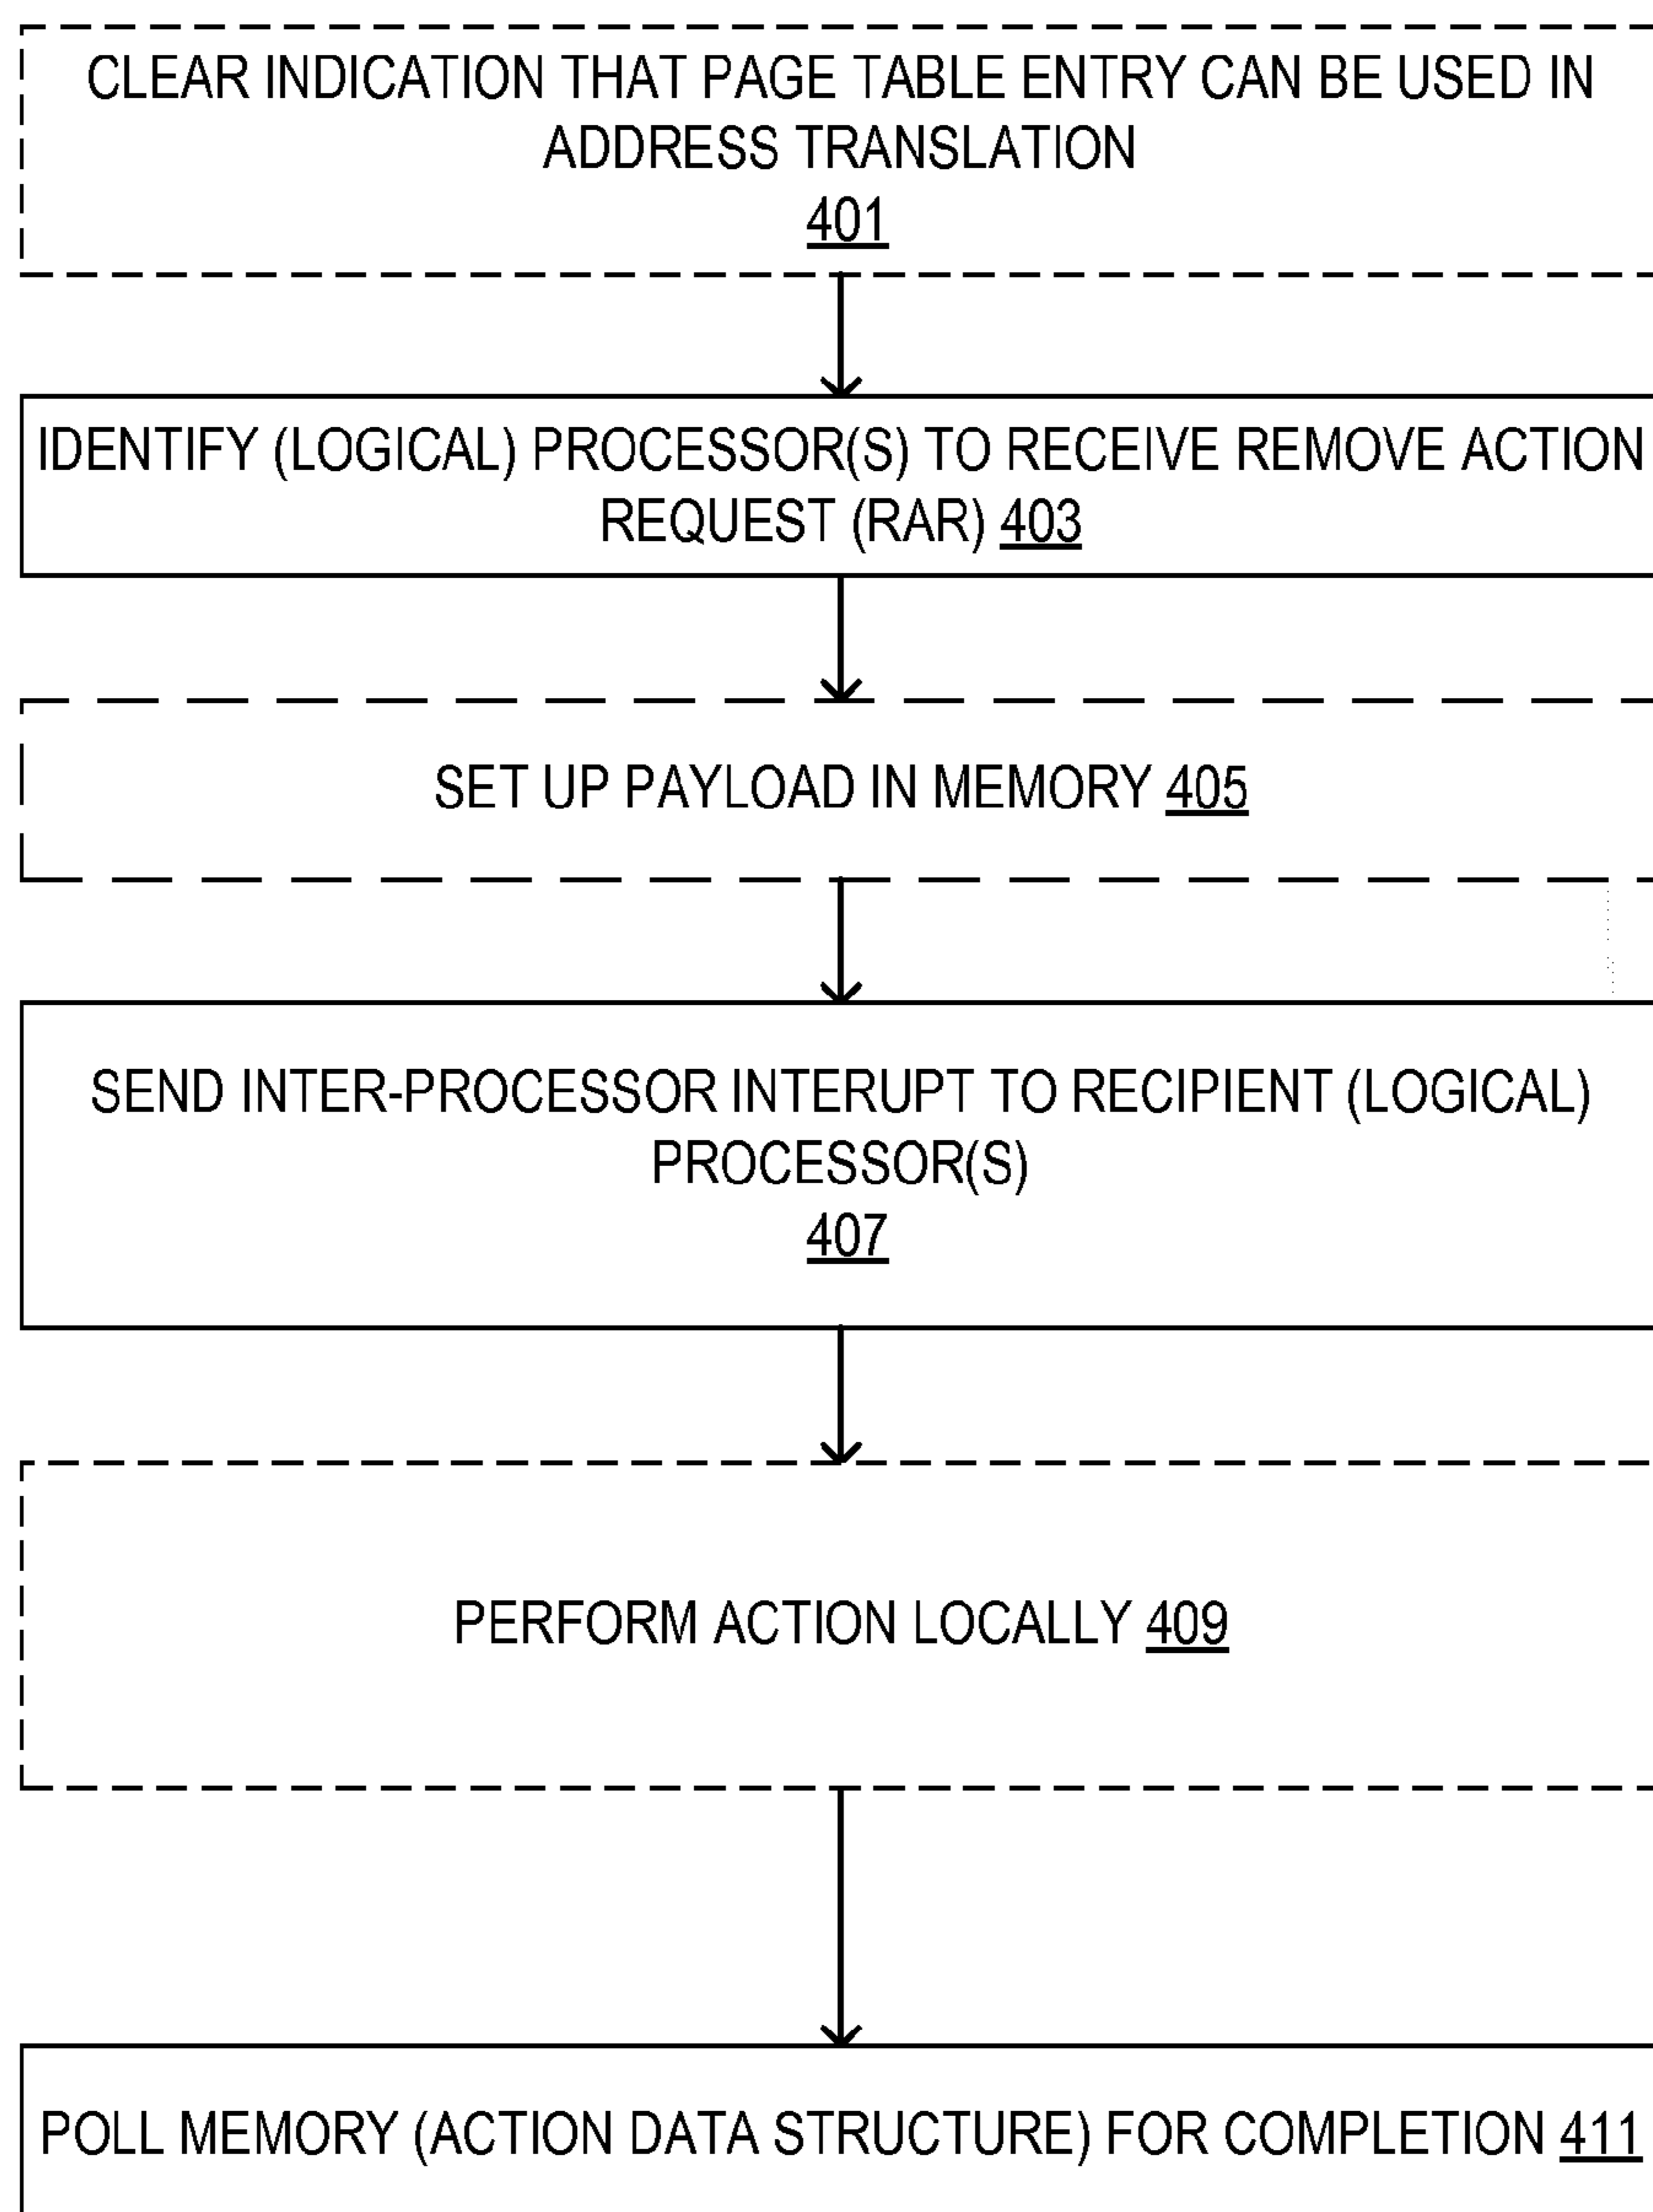 CLEAR INDICATION THAT PAGE TABLE ENTRY CAN BE USED IN
ADDRESS TRANSLATION
401
IDENTIFY (LOGICAL) PROCESSOR(S) TO RECEIVE REMOVE ACTION
REQUEST (RAR) 403
SET UP PAYLOAD IN MEMORY 405
SEND INTER-PROCESSOR INTERUPT TO RECIPIENT (LOGICAL)
PROCESSOR(S)
407
PERFORM ACTION LOCALLY 409
POLL MEMORY (ACTION DATA STRUCTURE) FOR COMPLETION 411